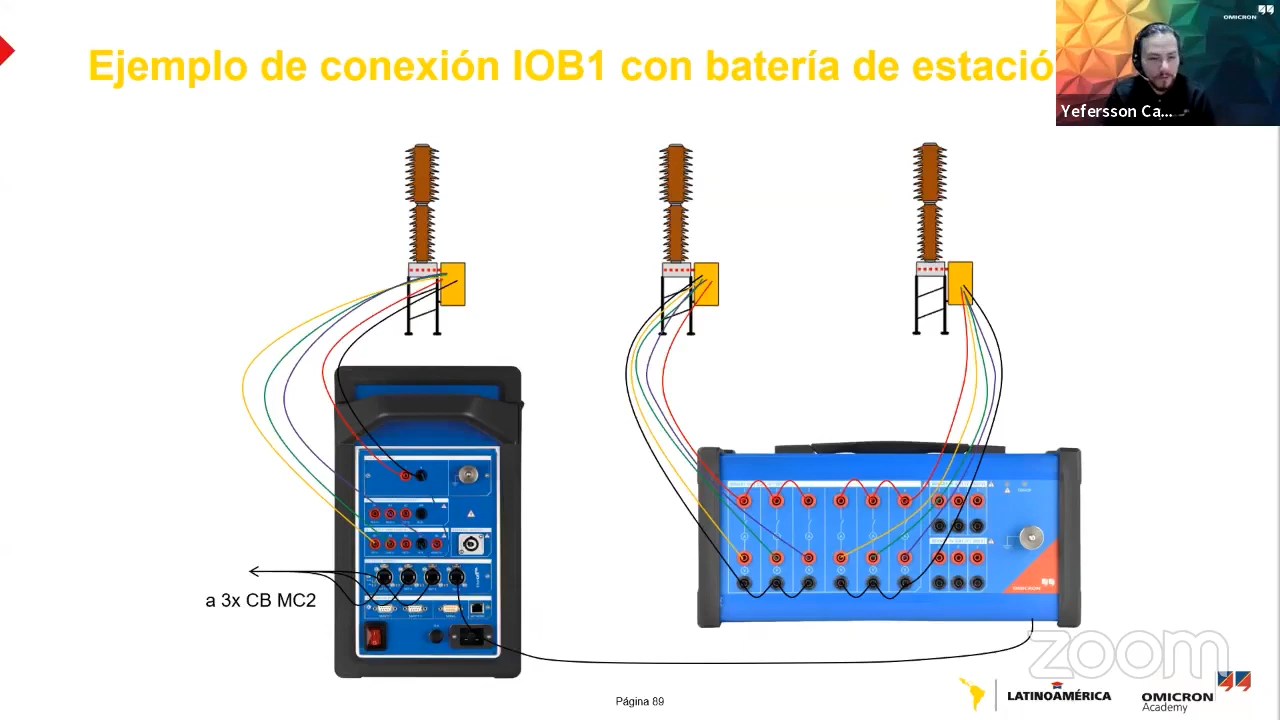 Ejemplo de conexión IOB1 con batería de estació
OMICRON
Yefersson Ca...
a 3x CB MC2
zoom
Página 89
LATINOAMÉRICA
OMICRON
Academy